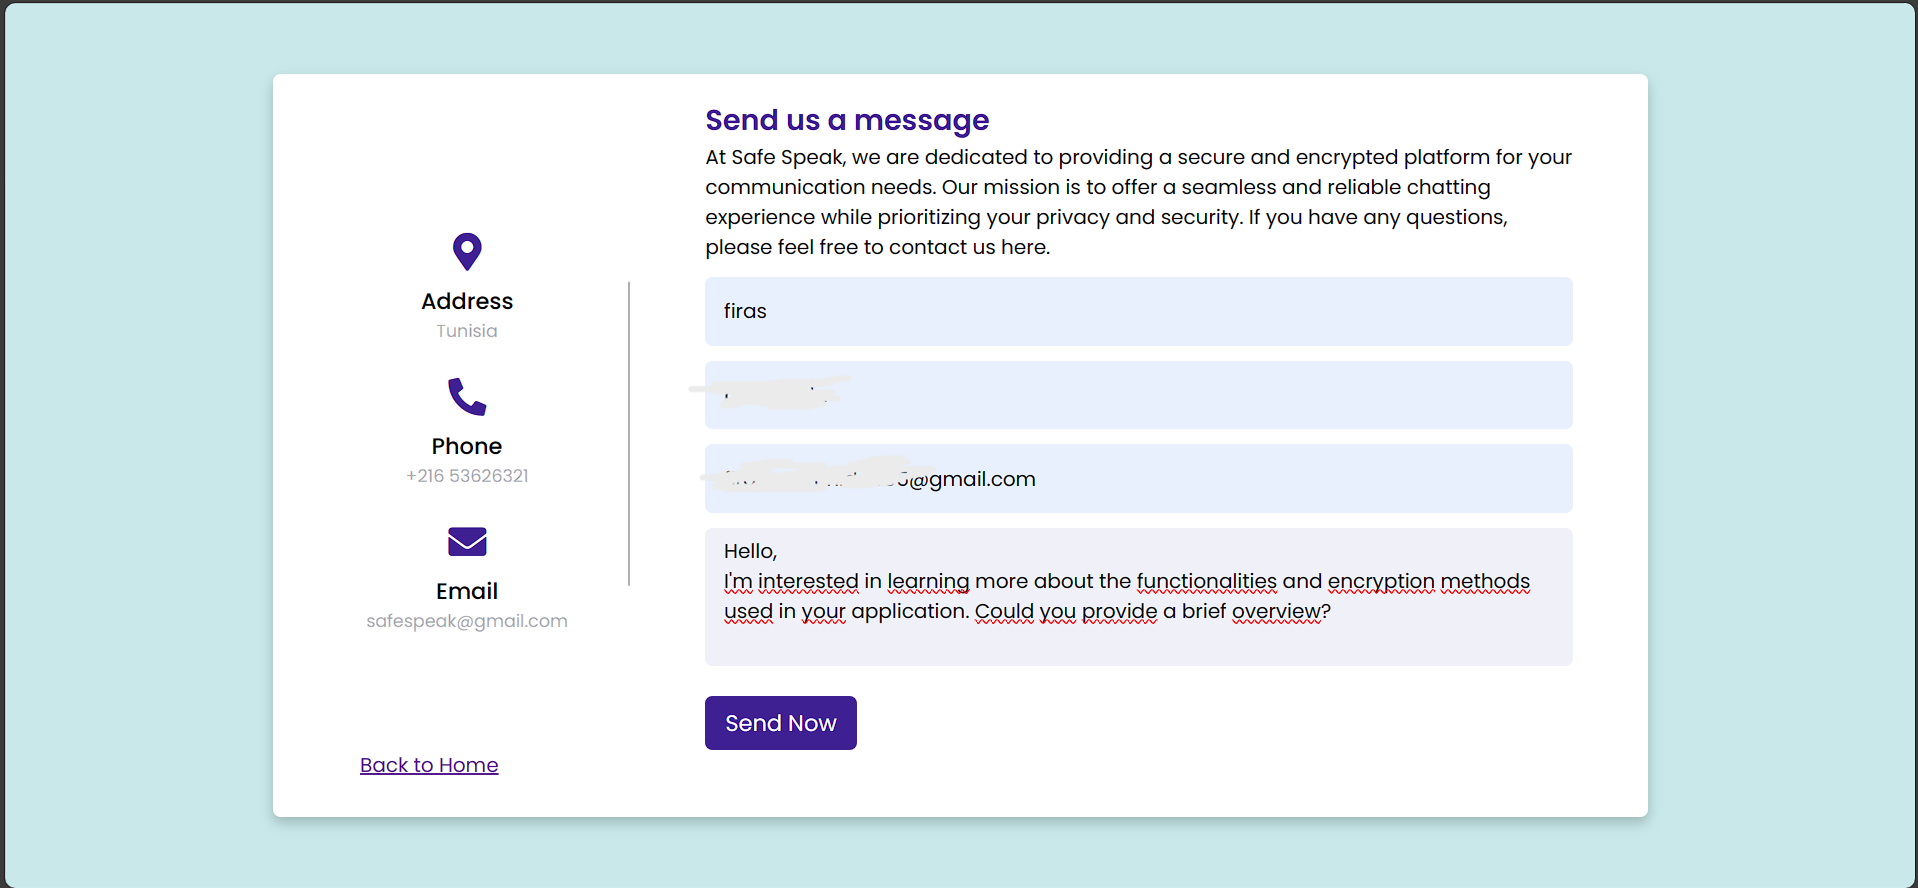 Address
Tunisia
Phone
+216 53626321
Email
safespeak@gmail.com
Back to Home
Send us a message
At Safe Speak, we are dedicated to providing a secure and encrypted platform for your
communication needs. Our mission is to offer a seamless and reliable chatting
experience while prioritizing your privacy and security. If you have any questions,
please feel free to contact us here.
firas
@gmail.com
Hello,
I'm interested in learning more about the functionalities and encryption methods
used in your application. Could you provide a brief overview?
Send Now